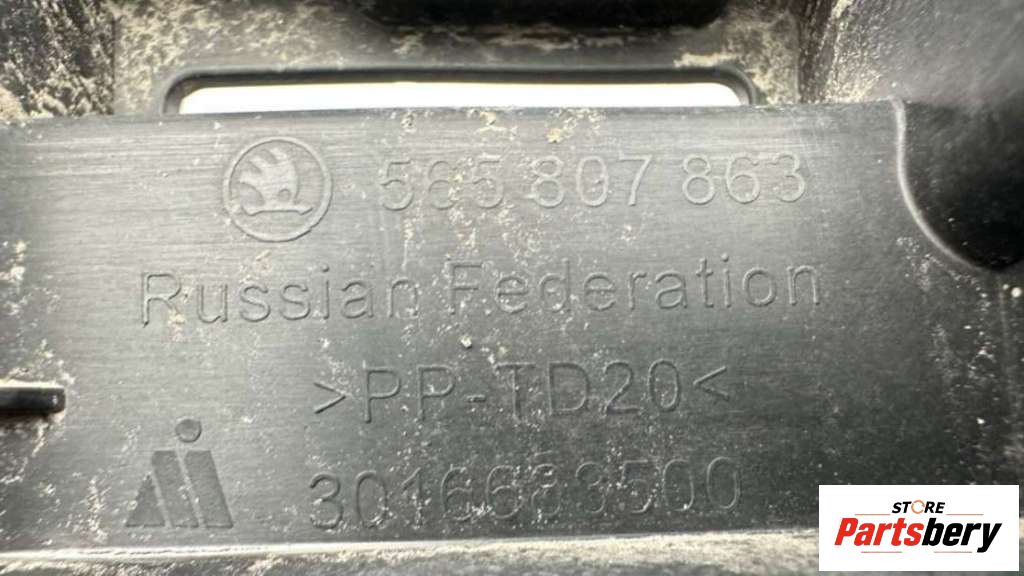 565 807 863
Russian Federation
>PP-TD20<
3016683500
STORE
Partsbery